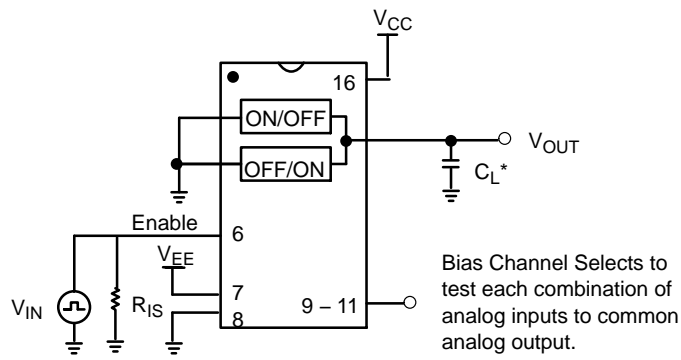 VCC
16
ON/OFF
OFF/ON
VOUT
CL*
Enable
6
VEE
7
8
9 – 11
VIN
RIS
Bias Channel Selects to
test each combination of
analog inputs to common
analog output.